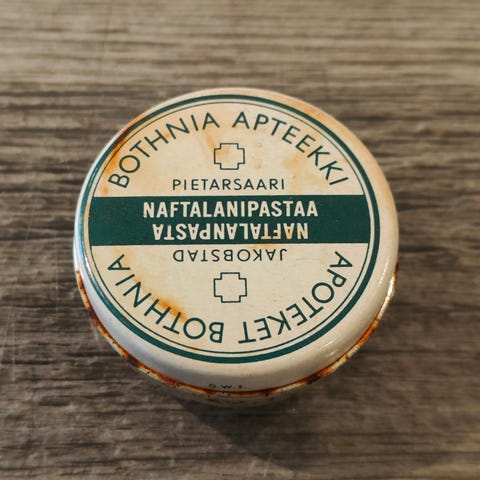 BOTHNIA APTEEKKI
PIETARSAARI
NAFTALANIPASTAA
NAFTALANPASTA
JAKOBSTAD
APOTEKET BOTHNIA
G.W.S.